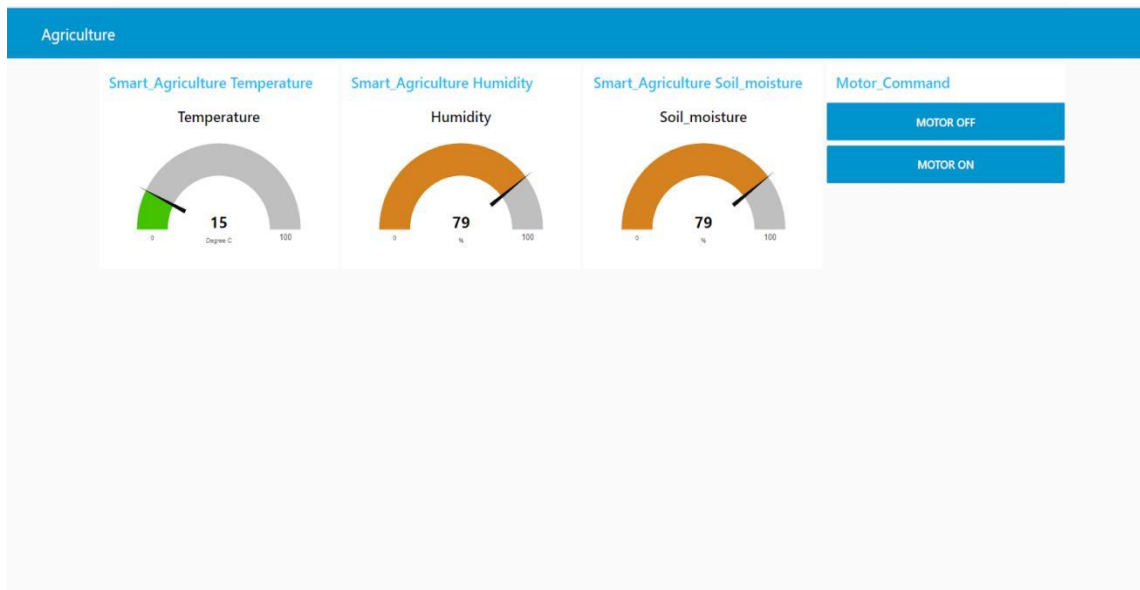 Agriculture
Smart_Agriculture Temperature
Temperature
15
Degree C
0
100
Smart_Agriculture Humidity
Humidity
79
%
0
100
Smart_Agriculture Soil_moisture
Soil_moisture
79
%
0
100
Motor_Command
MOTOR OFF
MOTOR ON